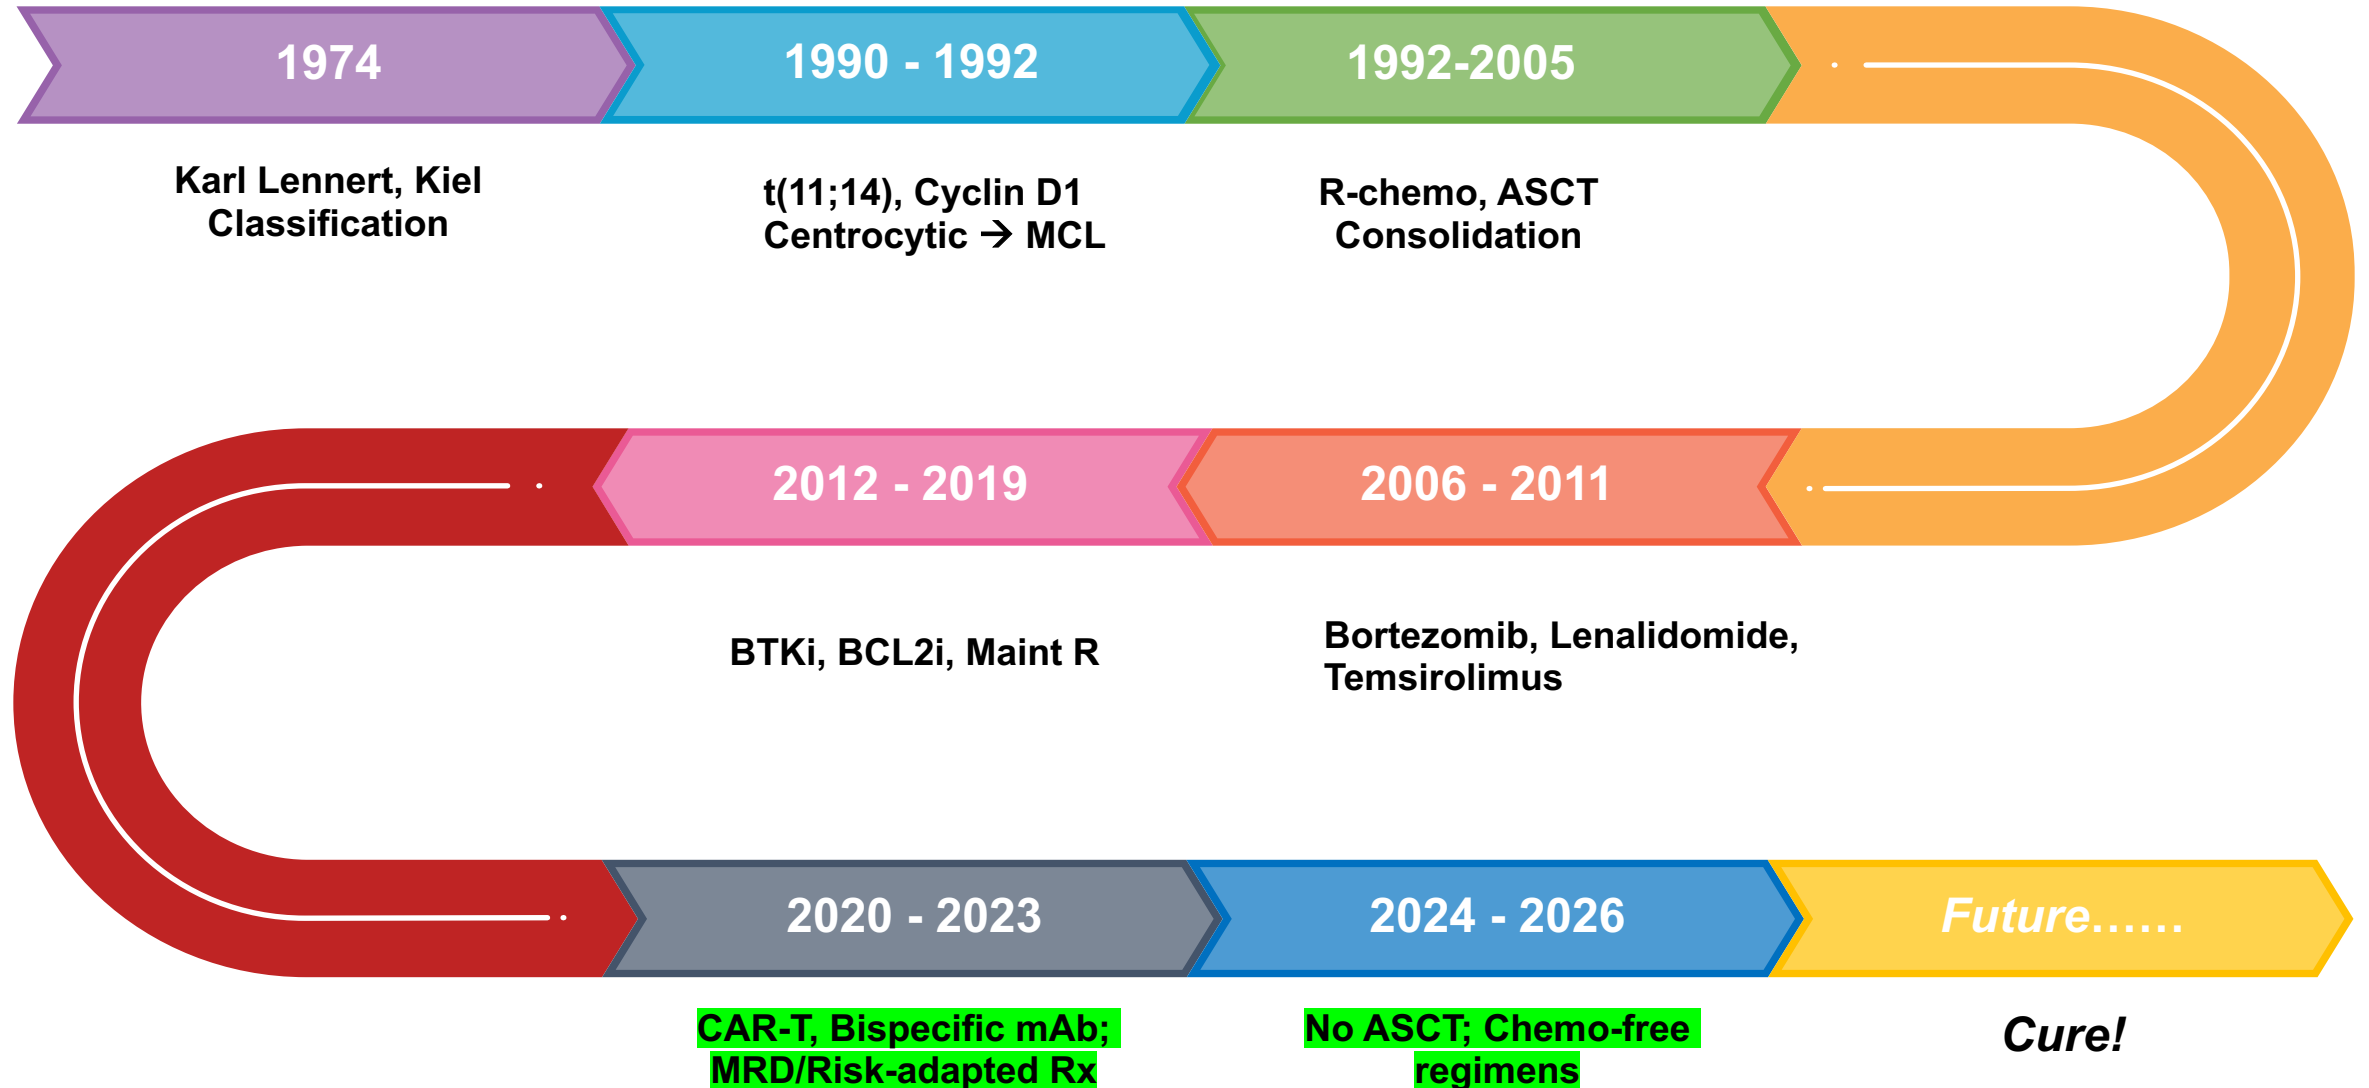 1974
1990 - 1992
1992-2005
Karl Lennert, Kiel
Classification
t(11;14), Cyclin D1
Centrocytic → MCL
R-chemo, ASCT
Consolidation
2006 - 2011
2012 - 2019
Bortezomib, Lenalidomide,
Temsirolimus
BTKi, BCL2i, Maint R
2020 - 2023
2024 - 2026
Future......
CAR-T, Bispecific mAb;
MRD/Risk-adapted Rx
No ASCT; Chemo-free
regimens
Cure!